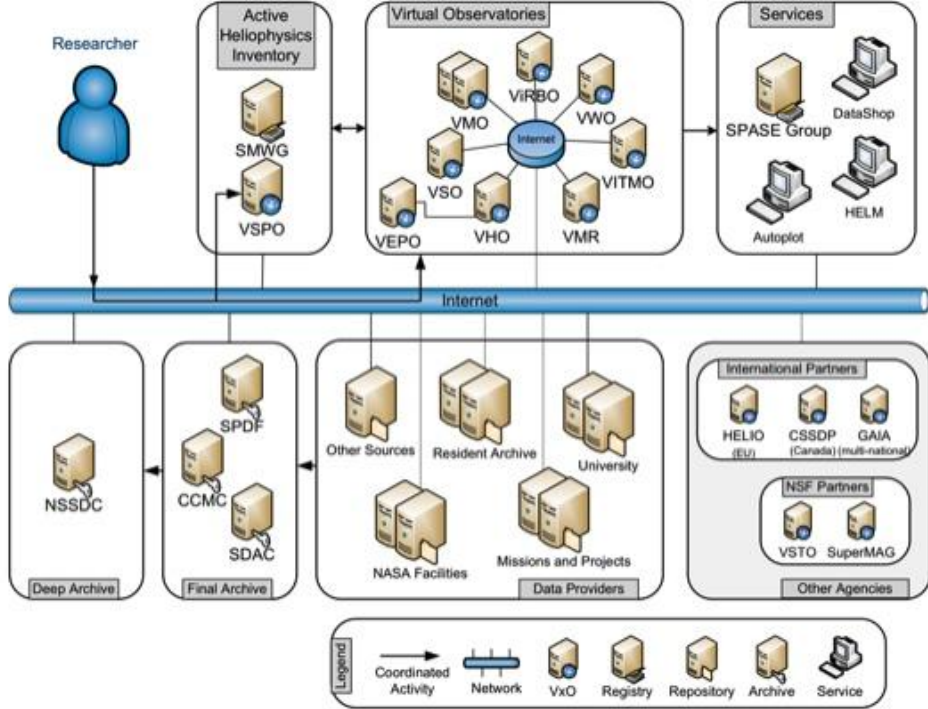 Researcher
Active
Heliophysics
Inventory
SMWG
VSPO
Virtual Observatories
VMO
ViRBO
VWO
Internet
VSO
VITMO
VEPO
VHO
VMR
Services
SPASE Group
DataShop
Autoplot
HELM
Internet
NSSDC
Deep Archive
SPDF
CCMC
SDAC
Final Archive
Other Sources
Resident Archive
University
NASA Facilities
Missions and Projects
Data Providers
International Partners
HELIO
(EU)
CSSDP
(Canada)
GAIA
(multi-national)
NSF Partners
VSTO
SuperMAG
Other Agencies
Legend
Coordinated
Activity
Network
VxO
Registry
Repository
Archive
Service